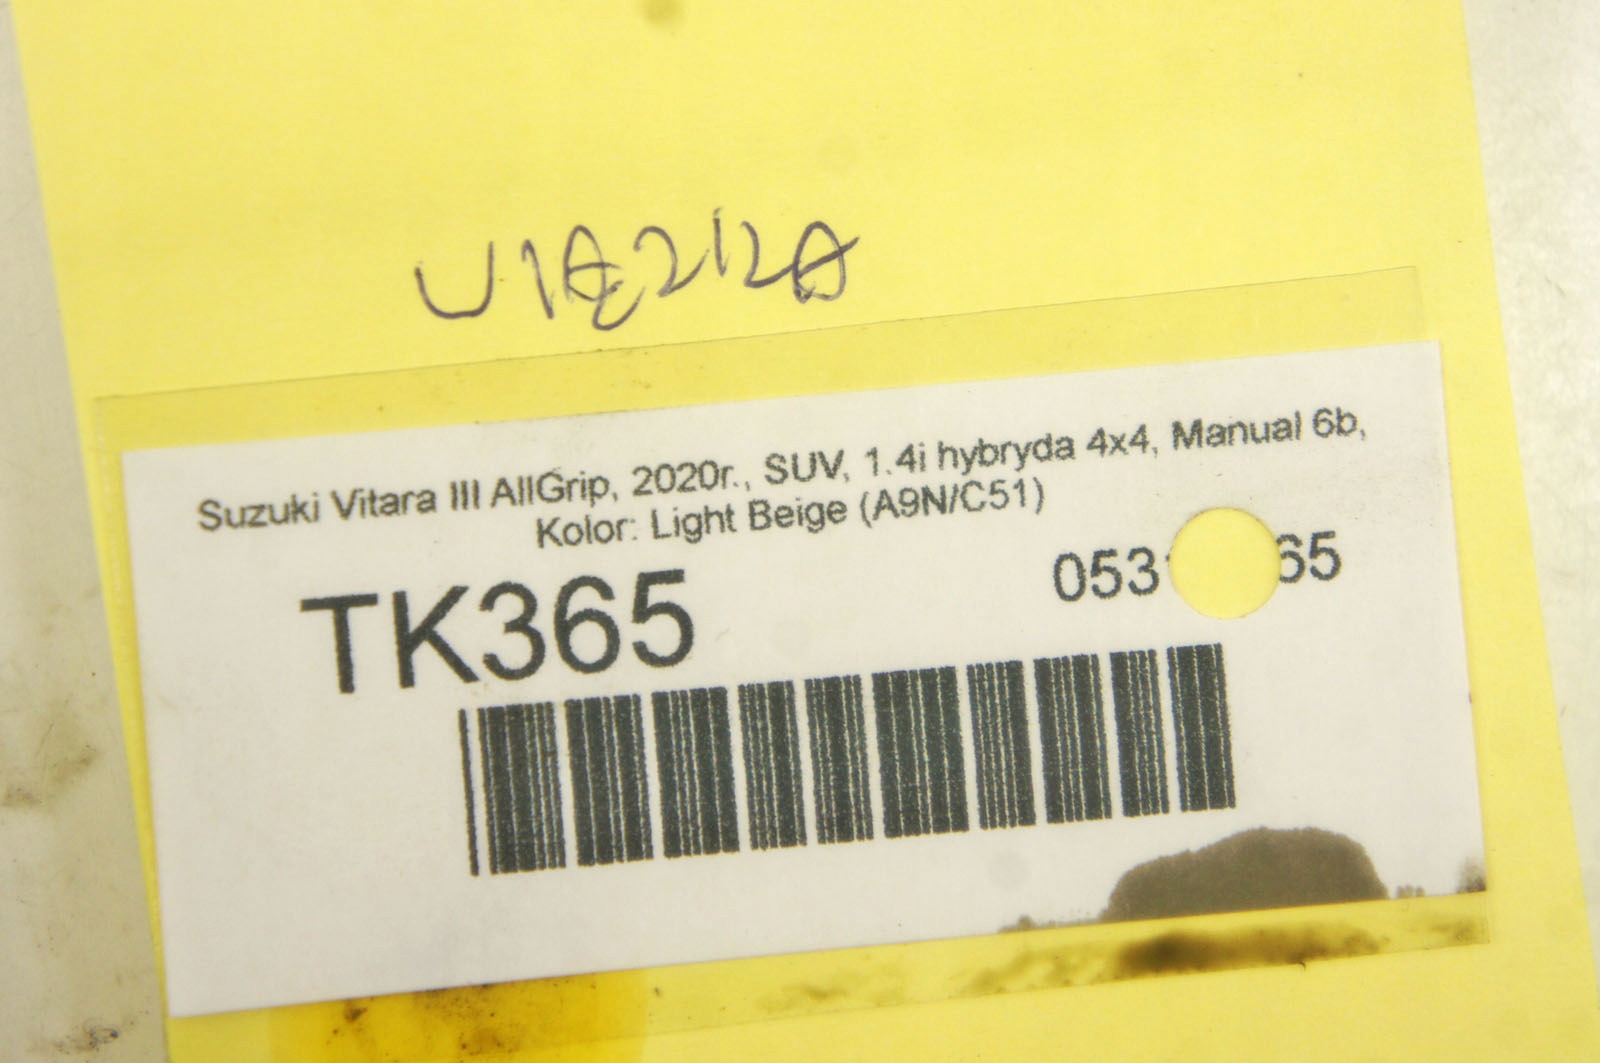 Suzuki Vitara III AllGrip, 2020r., SUV, 1.4i hybryda 4x4, Manual 6b,
Kolor: Light Beige (A9N/C51)
TK365